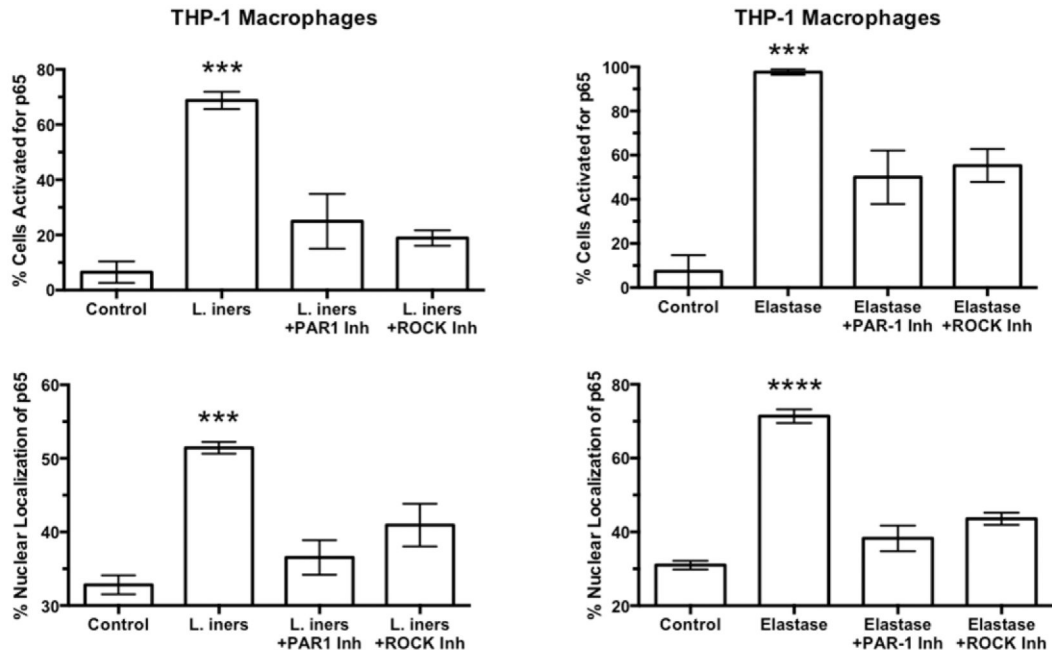 THP-1 Macrophages
% Cells Activated for p65
80
60
40
20
0
***
Control
L. iners
L. iners
+PAR1 Inh
L. iners
+ROCK Inh
THP-1 Macrophages
% Cells Activated for p65
100
80
60
40
20
0
***
Control
Elastase
Elastase
+PAR-1 Inh
Elastase
+ROCK Inh
% Nuclear Localization of p65
60
50
40
30
***
Control
L. iners
L. iners
+PAR1 Inh
L. iners
+ROCK Inh
% Nuclear Localization of p65
80
60
40
20
****
Control
Elastase
Elastase
+PAR-1 Inh
Elastase
+ROCK Inh